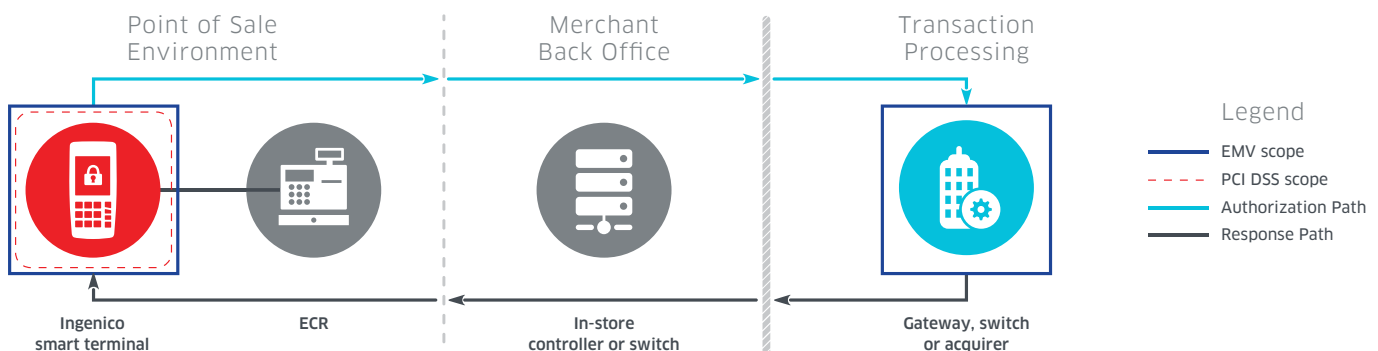 Point of Sale
Environment
Merchant
Back Office
Transaction
Processing
Legend
EMV scope
PCI DSS scope
Authorization Path
Response Path
Ingenico
smart terminal
ECR
In-store
controller or switch
Gateway, switch
or acquirer